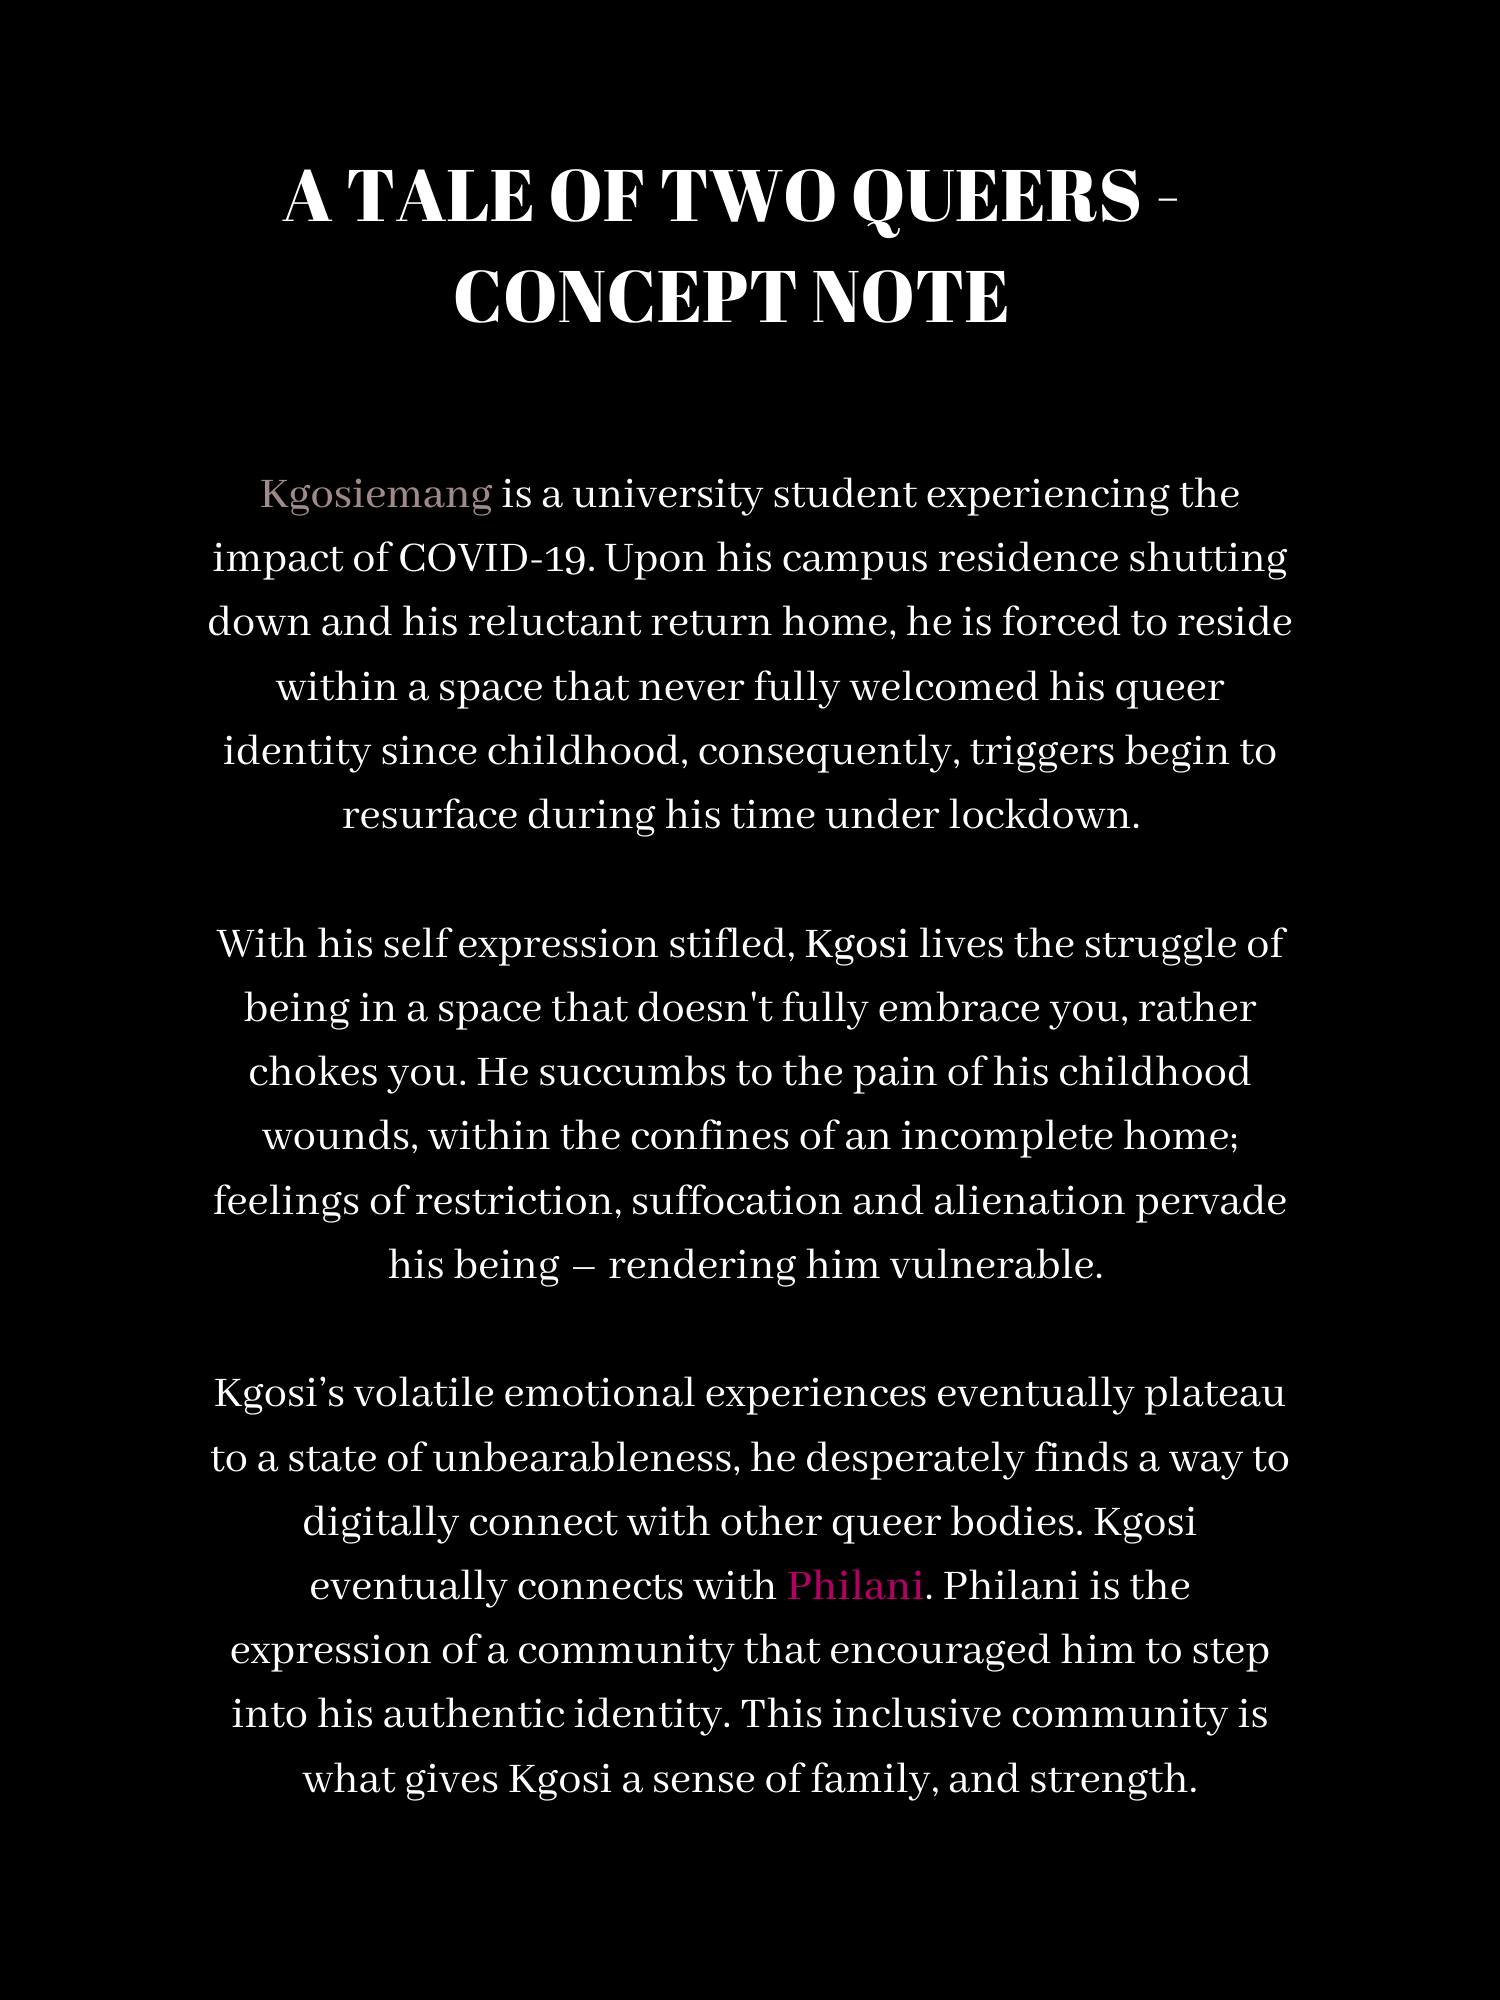 A TALE OF TWO QUEERS -
CONCEPT NOTE
Kgosiemang is a university student experiencing the
impact of COVID-19. Upon his campus residence shutting
down and his reluctant return home, he is forced to reside
within a space that never fully welcomed his queer
identity since childhood, consequently, triggers begin to
resurface during his time under lockdown.
With his self expression stifled, Kgosi lives the struggle of
being in a space that doesn't fully embrace you, rather
chokes you. He succumbs to the pain of his childhood
wounds, within the confines of an incomplete home;
feelings of restriction, suffocation and alienation pervade
his being – rendering him vulnerable.
Kgosi’s volatile emotional experiences eventually plateau
to a state of unbearableness, he desperately finds a way to
digitally connect with other queer bodies. Kgosi
eventually connects with Philani. Philani is the
expression of a community that encouraged him to step
into his authentic identity. This inclusive community is
what gives Kgosi a sense of family, and strength.